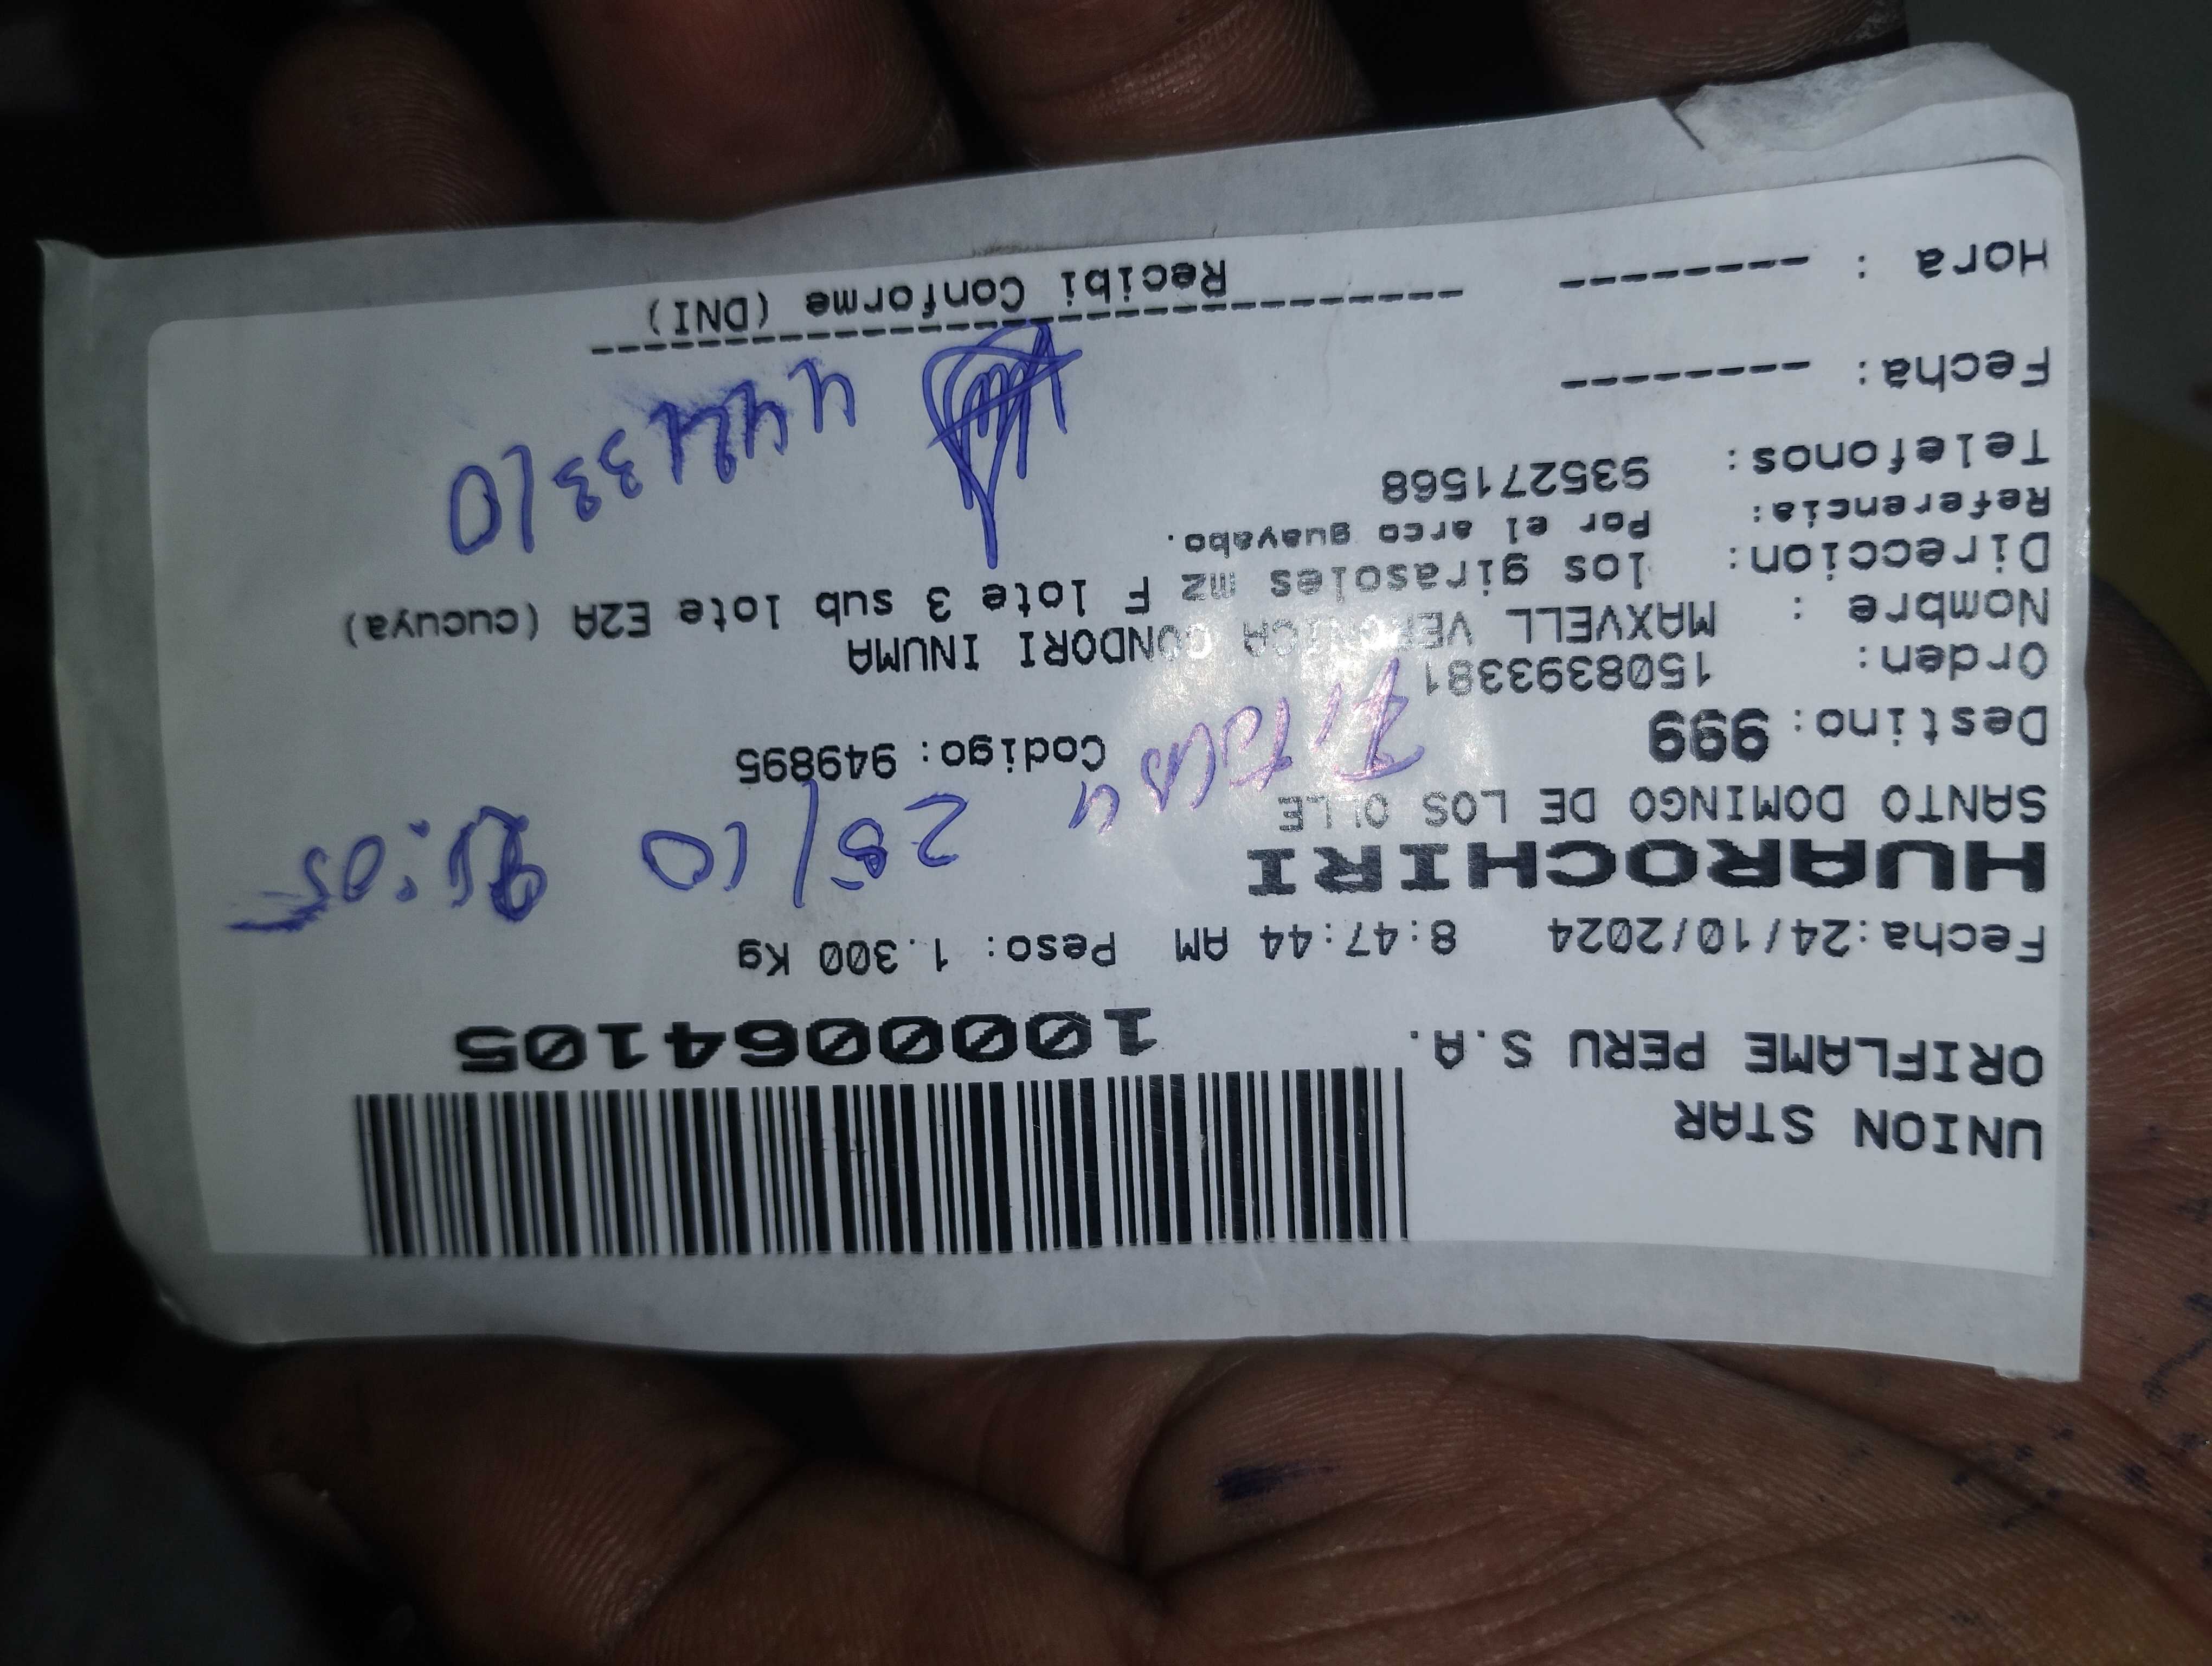 UNION STAR
ORIFLAME PERU S.A.
1000064105
Fecha:24/10/2024 8:47:44 AM Peso: 1.300 Kg
HUAROCHIRI
SANTO DOMINGO DE LOS OLLE
28/10
Destino: 999 Codigo: 949895
Orden: 1508393381
Nombre : MAXVELL VERONICA CONDORI INUMA
Direccion: los girasoles mz F lote 3 sub lote E2A (cucuya)
Referencia: Por el arco guayabo.
Telefonos: 935271568
Fecha: --------
Hora : --------
Recibi Conforme (DNI)